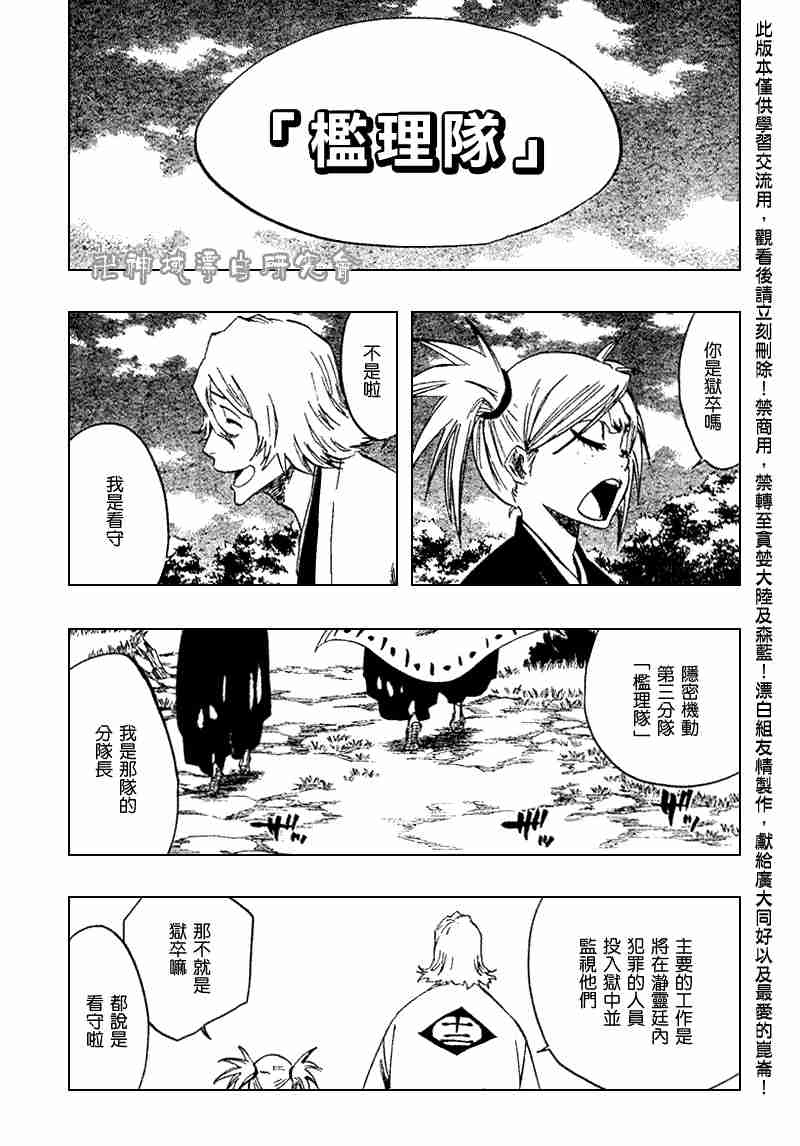 『檻理隊』
卍神域漂白研究會
你是獄卒嗎
不是啦
我是看守
隱密機動
第三分隊
「檻理隊」
我是那隊的
分隊長
主要的工作是
將在瀞靈廷內
犯罪的人員
投入獄中並
監視他們
那不就是
獄卒嘛
都說是
看守啦
十二
此版本僅供學習交流用，觀看後請立刻刪除！禁商用，禁轉至貪婪大陸及森藍！漂白組友情製作，獻給廣大同好以及最愛的崑崙！